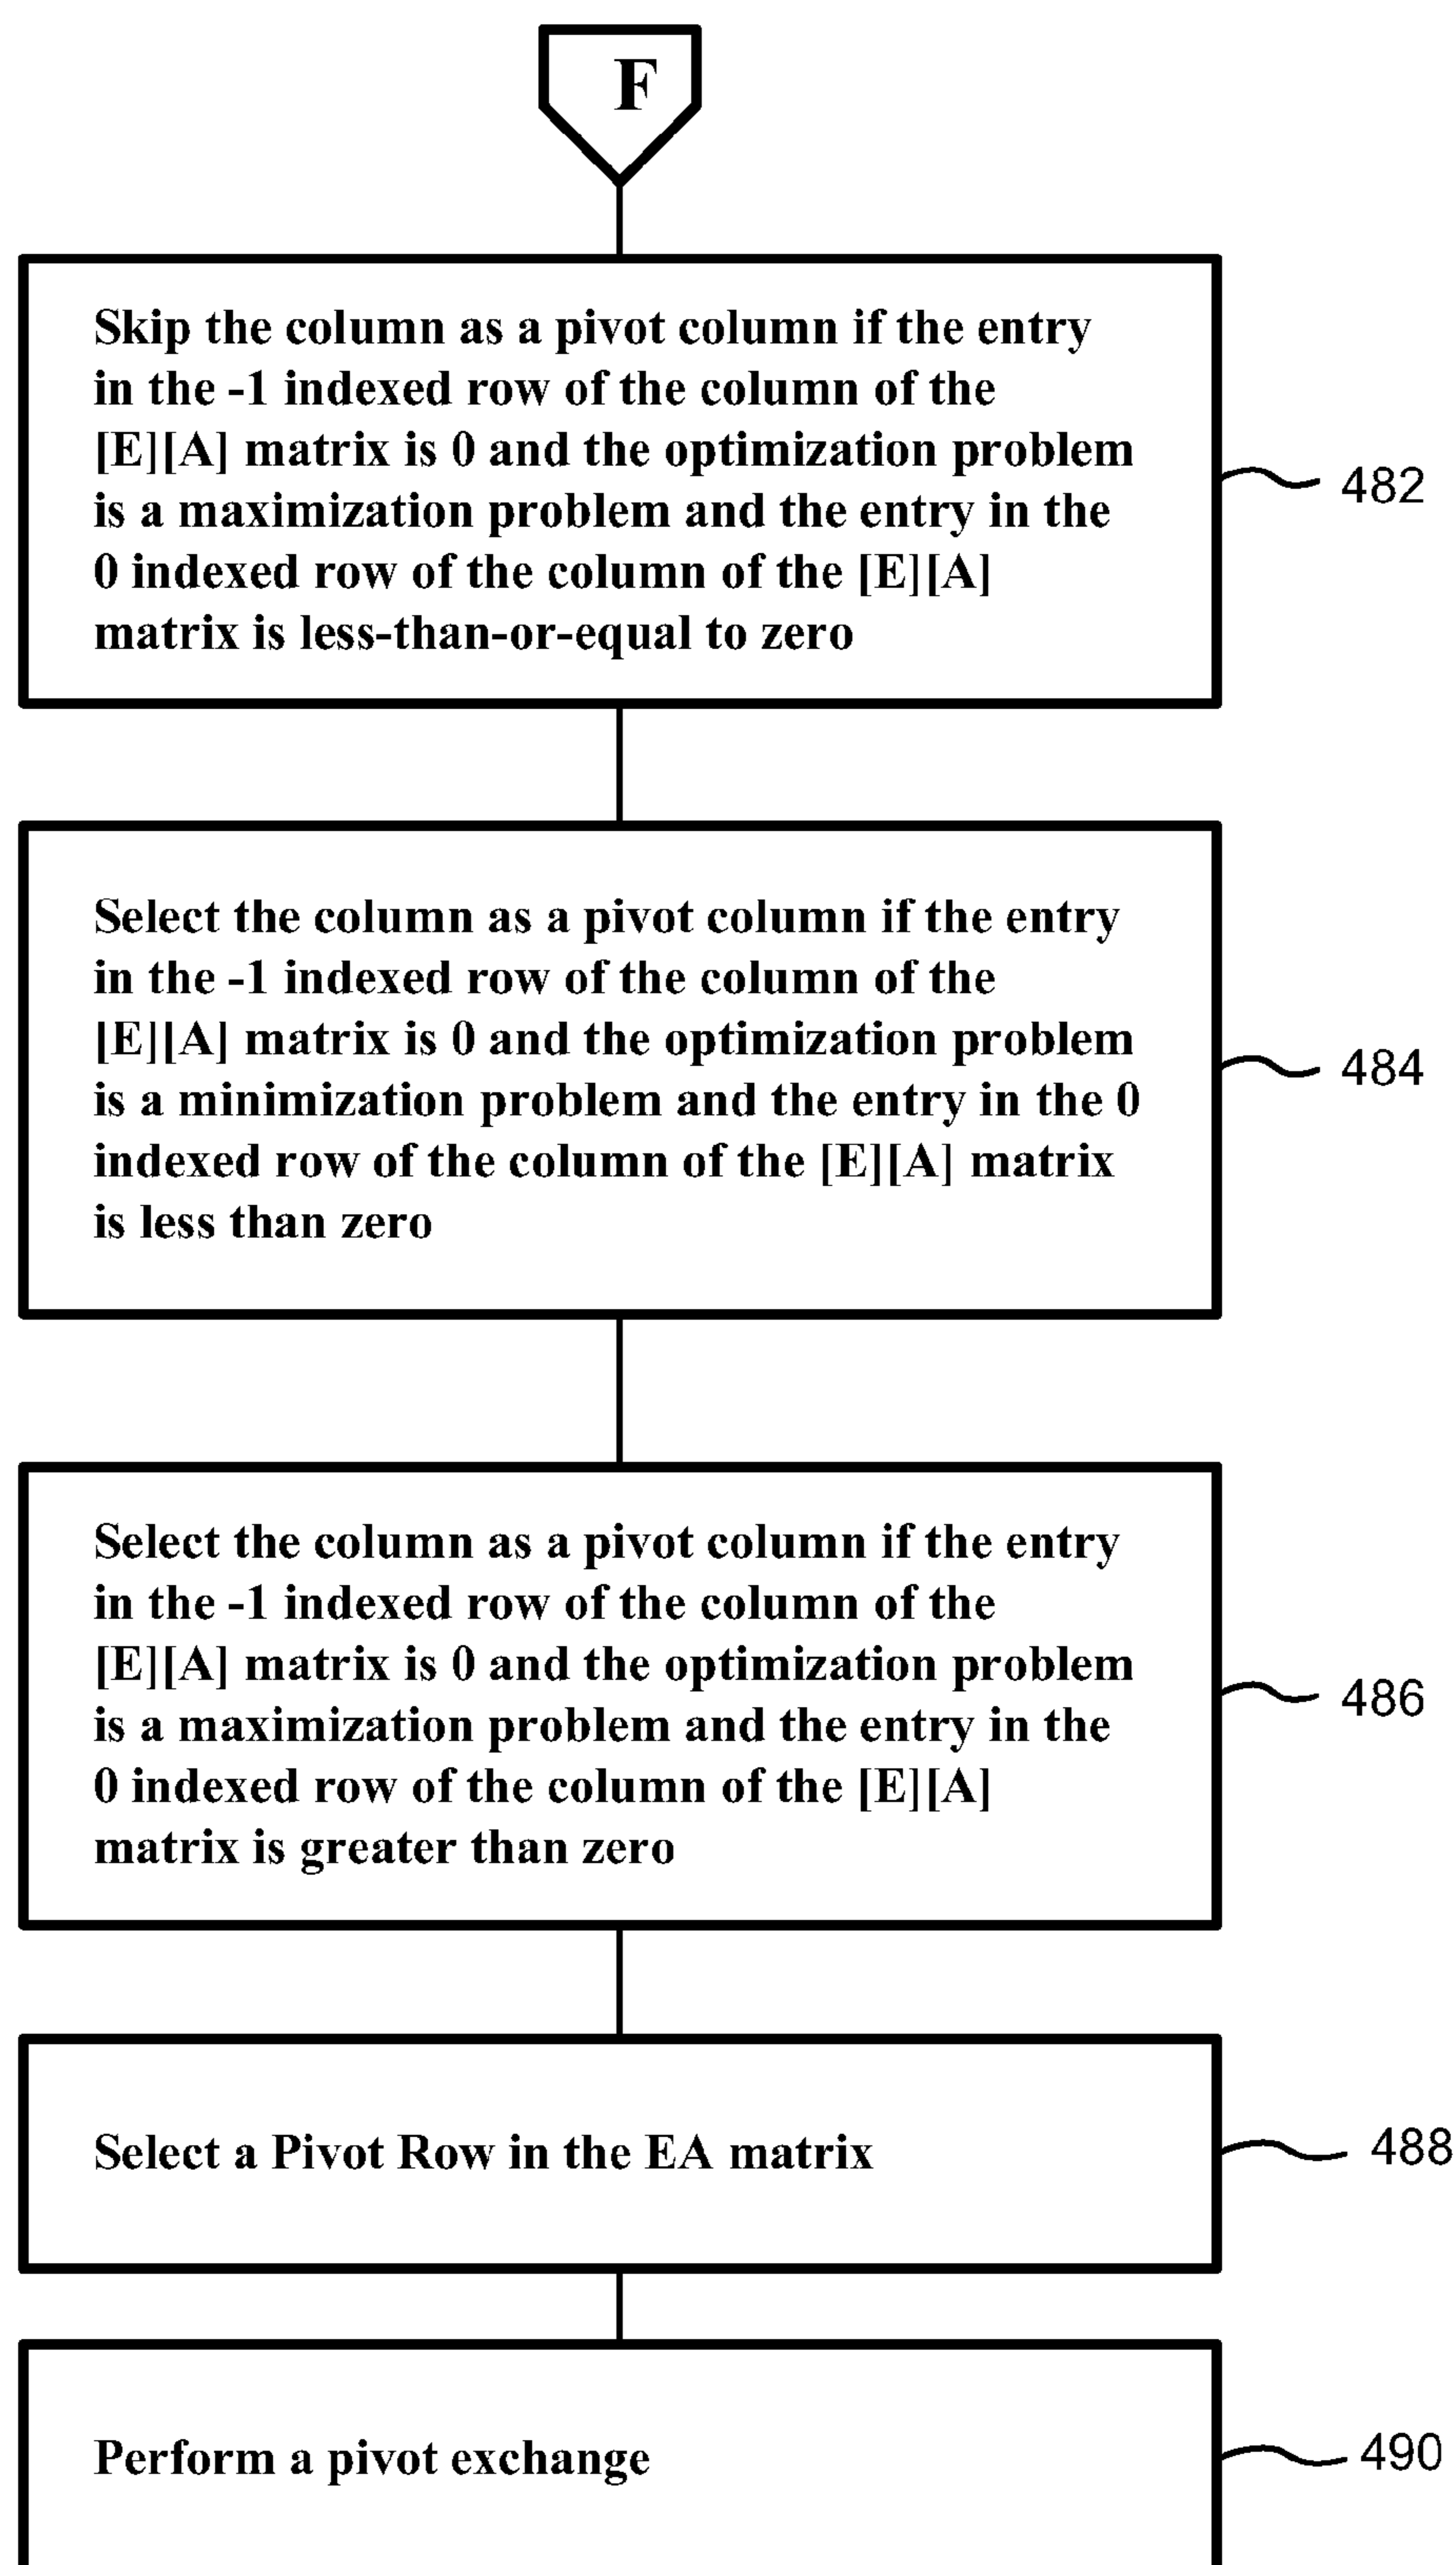 F
Skip the column as a pivot column if the entry
in the -1 indexed row of the column of the
[E][A] matrix is 0 and the optimization problem
is a maximization problem and the entry in the
0 indexed row of the column of the [E][A]
matrix is less-than-or-equal to zero
482
Select the column as a pivot column if the entry
in the -1 indexed row of the column of the
[E][A] matrix is 0 and the optimization problem
is a minimization problem and the entry in the 0
indexed row of the column of the [E][A] matrix
is less than zero
484
Select the column as a pivot column if the entry
in the -1 indexed row of the column of the
[E][A] matrix is 0 and the optimization problem
is a maximization problem and the entry in the
0 indexed row of the column of the [E][A]
matrix is greater than zero
486
Select a Pivot Row in the EA matrix
488
Perform a pivot exchange
490